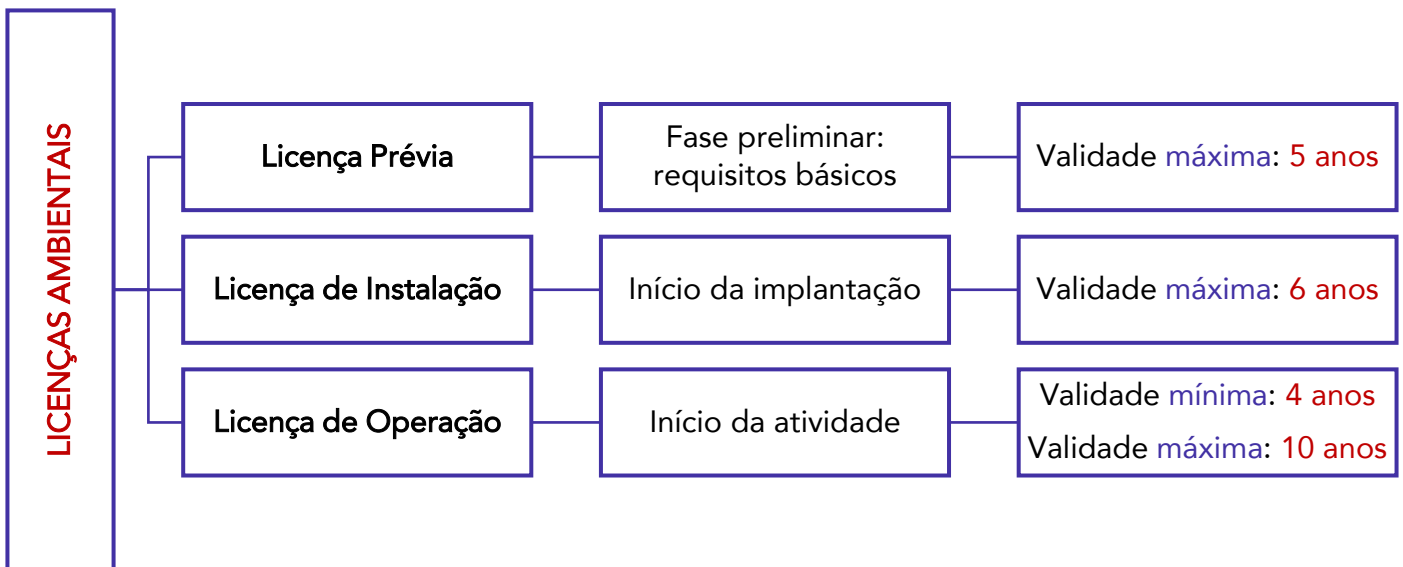 LICENÇAS AMBIENTAIS
Licença Prévia
Fase preliminar:
requisitos básicos
Validade máxima: 5 anos
Licença de Instalação
Início da implantação
Validade máxima: 6 anos
Licença de Operação
Início da atividade
Validade mínima: 4 anos
Validade máxima: 10 anos